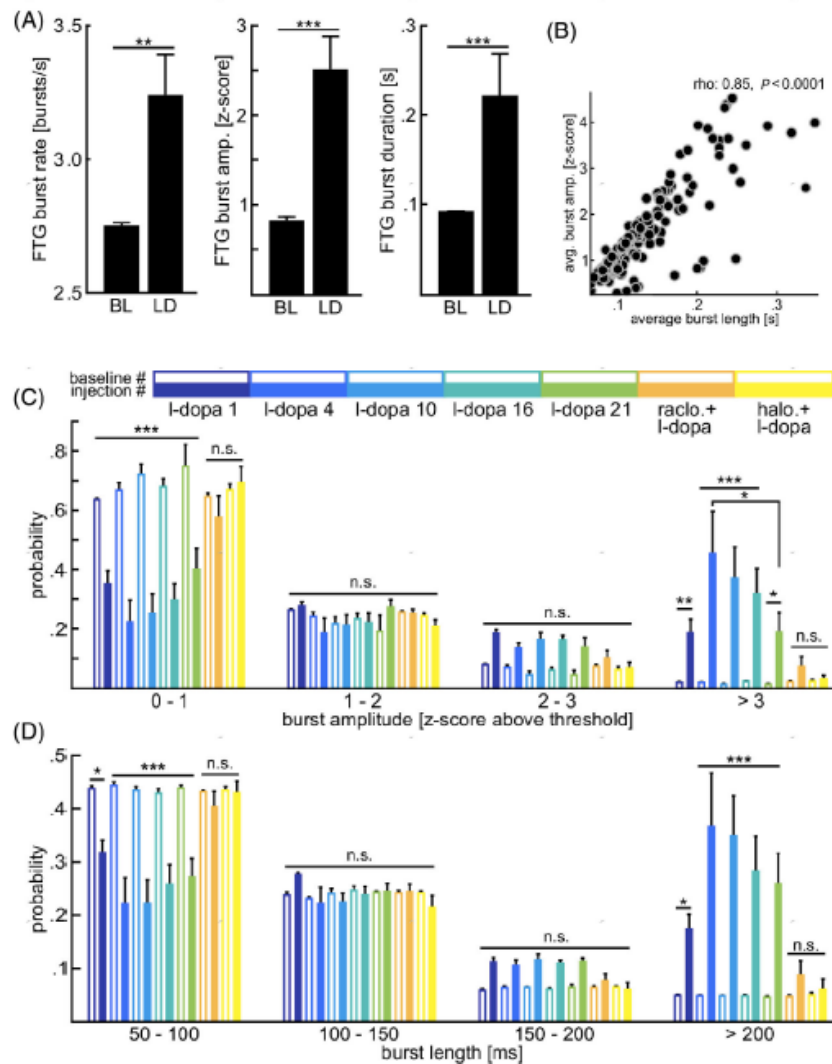 (A)
FTG burst rate [bursts/s]
3.5
3.0
2.5
**
BL LD
FTG burst amp. [z-score]
3
2
1
0
***
BL LD
FTG burst duration [s]
.3
.2
.1
0
***
BL LD
(B)
rho: 0.85, P<0.0001
avg. burst amp. [z-score]
4
3
2
1
.1 .2 .3
average burst length [s]
baseline #
injection #
l-dopa 1 l-dopa 4 l-dopa 10 l-dopa 16 l-dopa 21 raclo.+ halo.+
l-dopa l-dopa
(C)
probability
.8
.6
.4
.2
*** n.s.
n.s.
n.s.
** *** * * n.s.
0 - 1 1 - 2 2 - 3 > 3
burst amplitude [z-score above threshold]
(D)
probability
.5
.4
.3
.2
.1
* *** n.s.
n.s.
n.s.
* *** n.s.
50 - 100 100 - 150 150 - 200 > 200
burst length [ms]